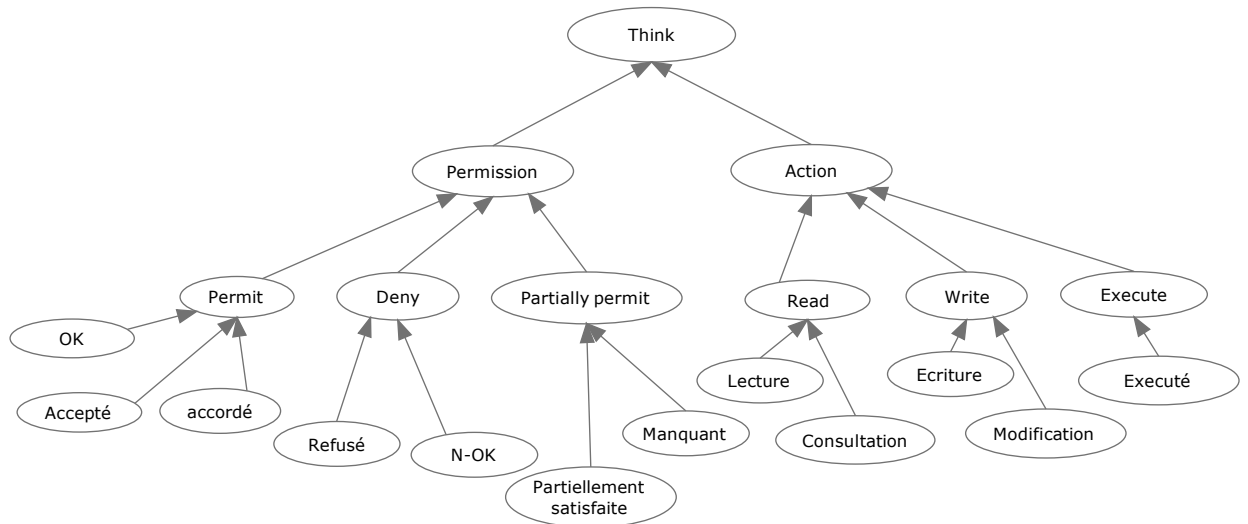 Think
Permission
Action
Permit
Deny
Partially permit
Read
Write
Execute
OK
Accepté
accordé
Refusé
N-OK
Partiellement
satisfaite
Manquant
Lecture
Consultation
Ecriture
Modification
Executé